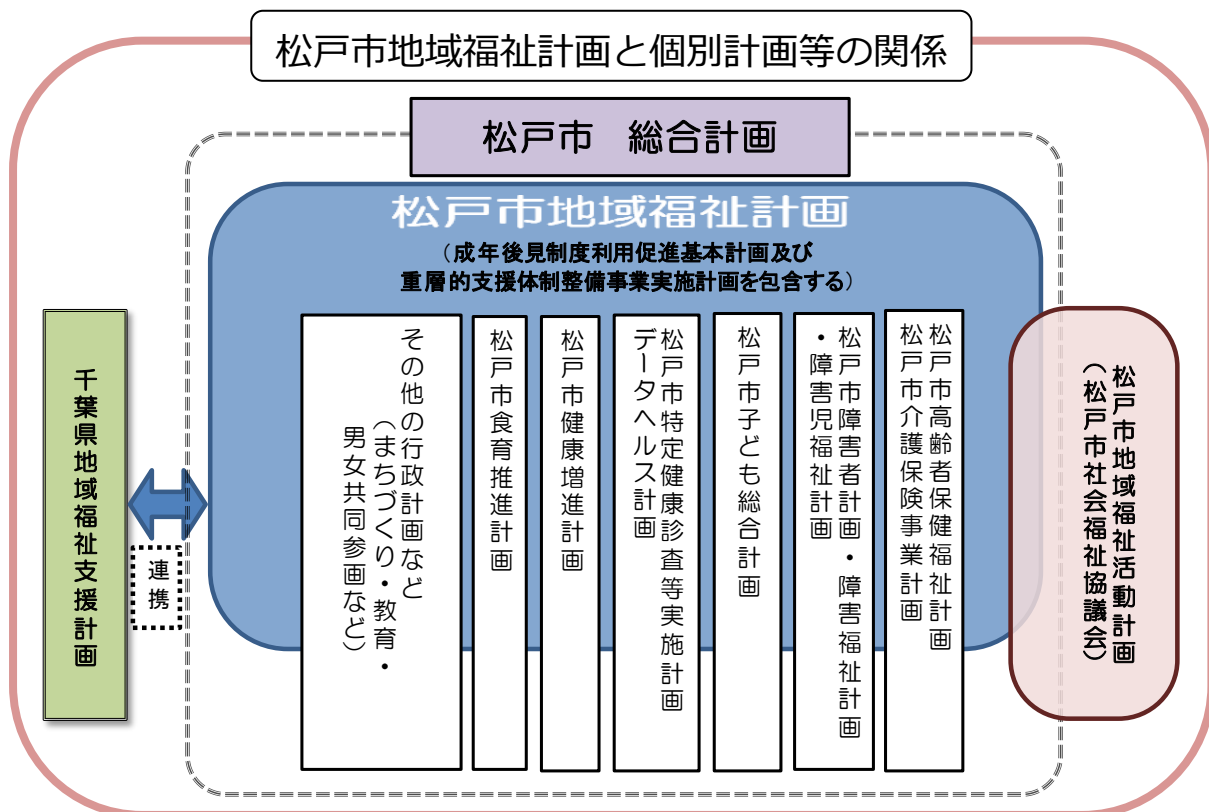 松戸市地域福祉計画と個別計画等の関係
松戸市　総合計画
松戸市地域福祉計画
（成年後見制度利用促進基本計画及び
重層的支援体制整備事業実施計画を包含する）
松戸市地域福祉活動計画
（松戸市社会福祉協議会）
松戸市高齢者保健福祉計画
松戸市介護保険事業計画
松戸市障害者計画・障害福祉計画
・障害児福祉計画
松戸市子ども総合計画
松戸市特定健康診査等実施計画
データヘルス計画
松戸市健康増進計画
松戸市食育推進計画
その他の行政計画など
（まちづくり・教育・
男女共同参画など）
連携
千葉県地域福祉支援計画